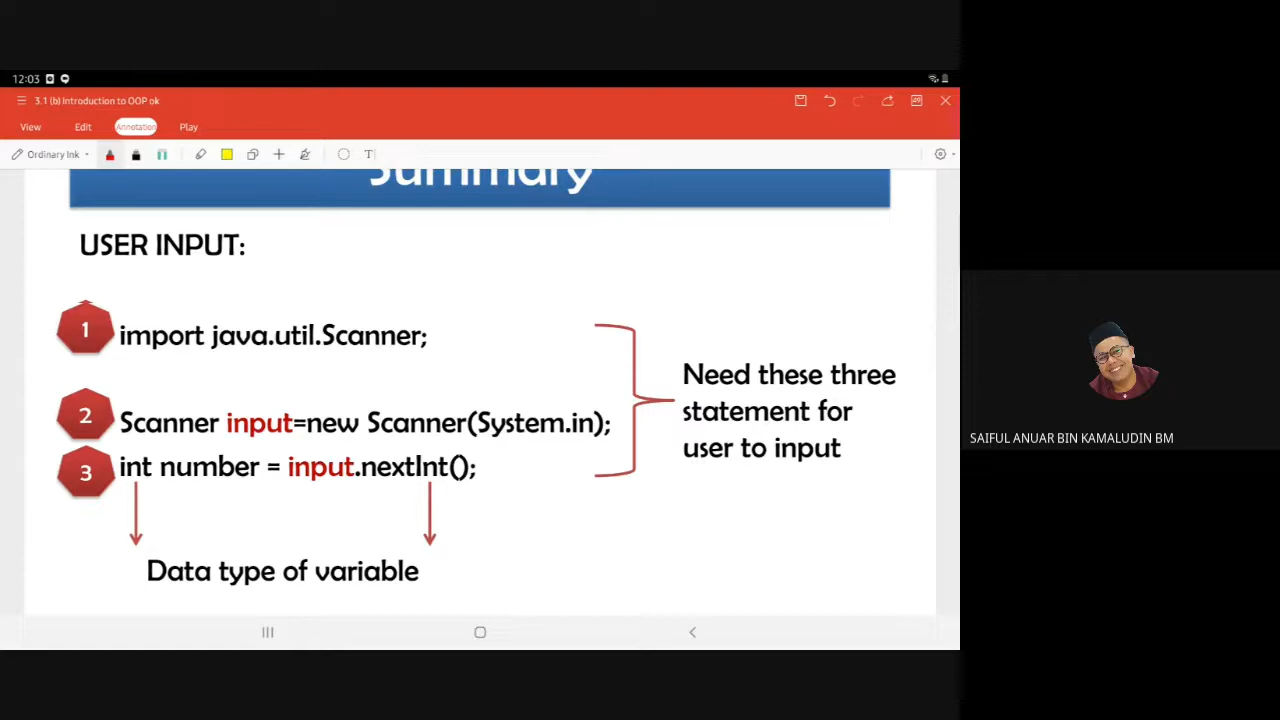 12:03
3.1 (b) Introduction to OOP ok
View Edit Annotation Play
Ordinary Ink
Summary
USER INPUT:
1 import java.util.Scanner;
2 Scanner input=new Scanner(System.in);
3 int number = input.nextInt();
Need these three
statement for
user to input
Data type of variable
SAIFUL ANUAR BIN KAMALUDIN BM